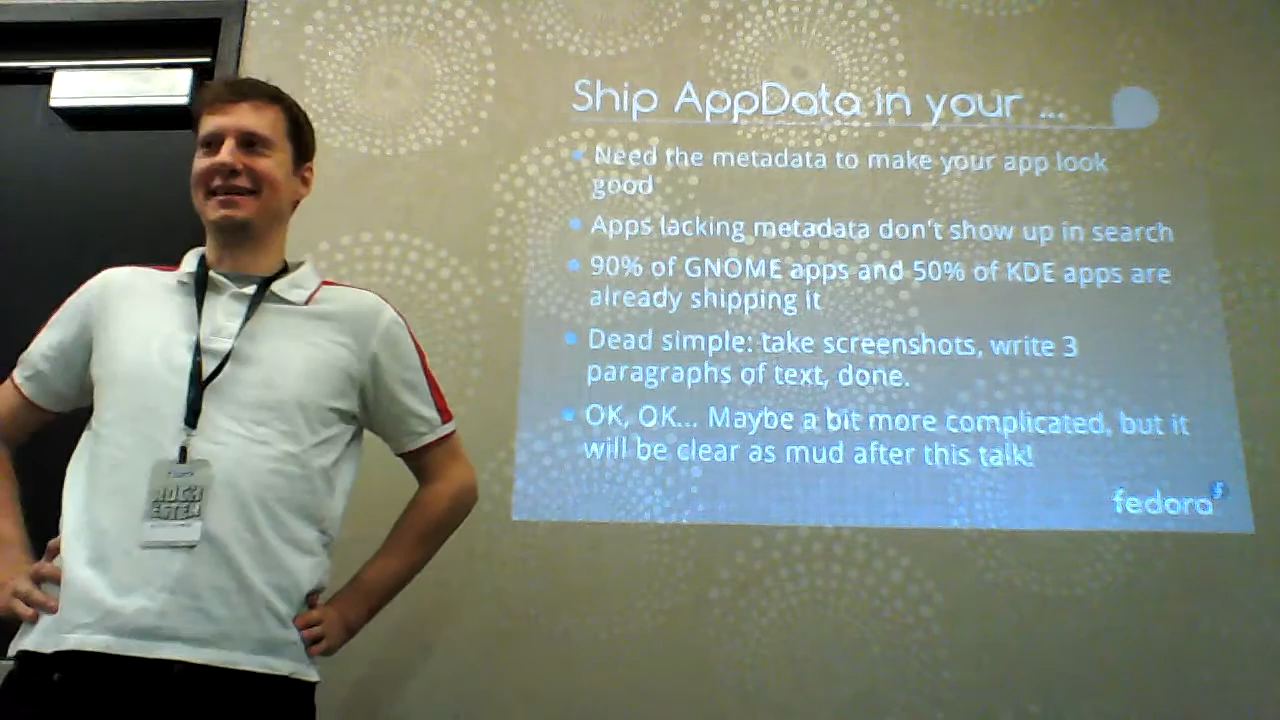 Ship AppData in your ...
Need the metadata to make your app look
good
Apps lacking metadata don't show up in search
90% of GNOME apps and 50% of KDE apps are
already shipping it
Dead simple: take screenshots, write 3
paragraphs of text, done.
OK, OK... Maybe a bit more complicated, but it
will be clear as mud after this talk!
fedora